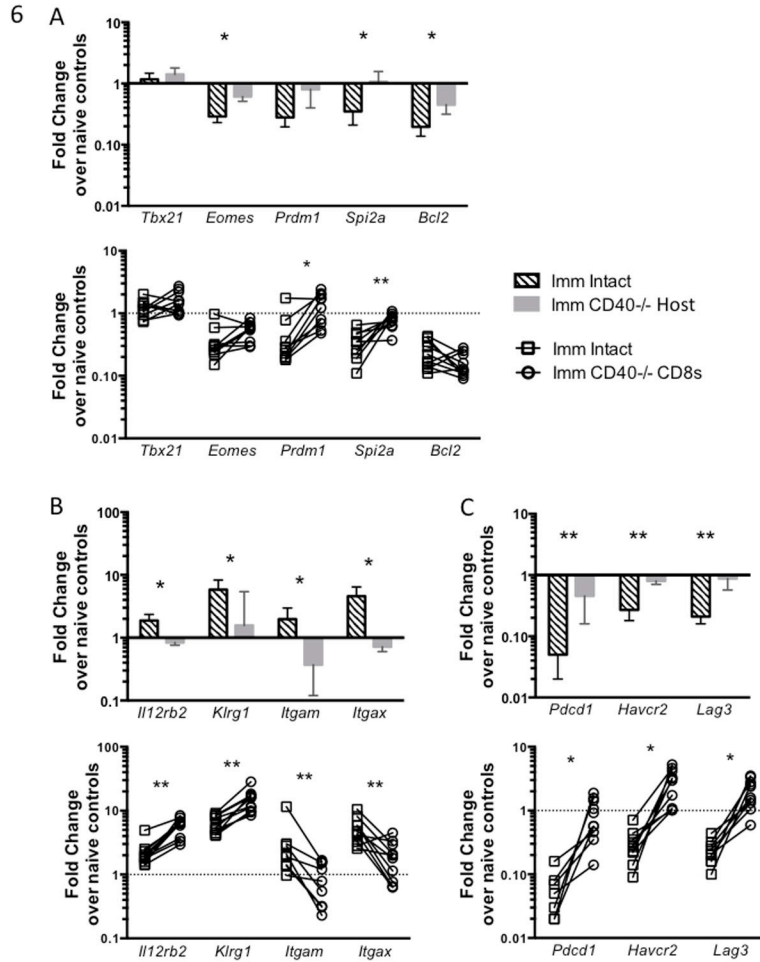 6 A
Fold Change
over naive controls
10
1
0.10
0.01
* * *
Tbx21 Eomes Prdm1 Spi2a Bcl2
Fold Change
over naive controls
10
1
0.10
0.01
* **
Tbx21 Eomes Prdm1 Spi2a Bcl2
Imm Intact
Imm CD40-/- Host
Imm Intact
Imm CD40-/- CD8s
B
Fold Change
over naive controls
100
10
1
0.1
* * * *
Il12rb2 Klrg1 Itgam Itgax
Fold Change
over naive controls
100
10
1
0.1
** ** ** **
Il12rb2 Klrg1 Itgam Itgax
C
Fold Change
over naive controls
10
1
0.10
0.01
** ** **
Pdcd1 Havcr2 Lag3
Fold Change
over naive controls
10
1
0.10
0.01
* * *
Pdcd1 Havcr2 Lag3